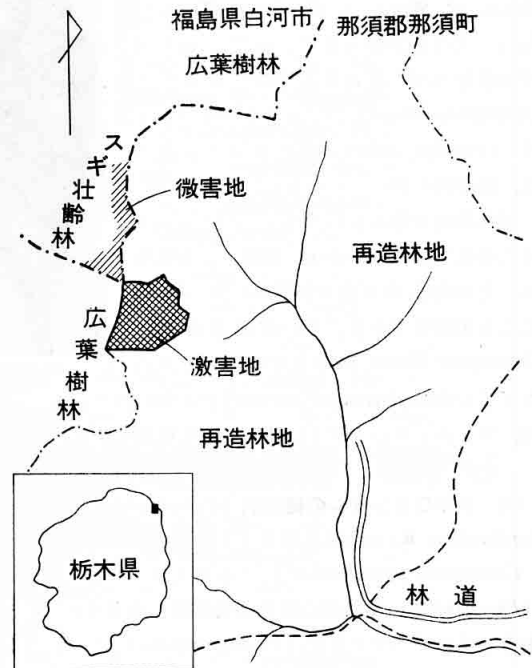 福島県白河市
那須郡那須町
広葉樹林
スギ壮齢林
微害地
再造林地
広葉樹林
激害地
再造林地
栃木県
林道